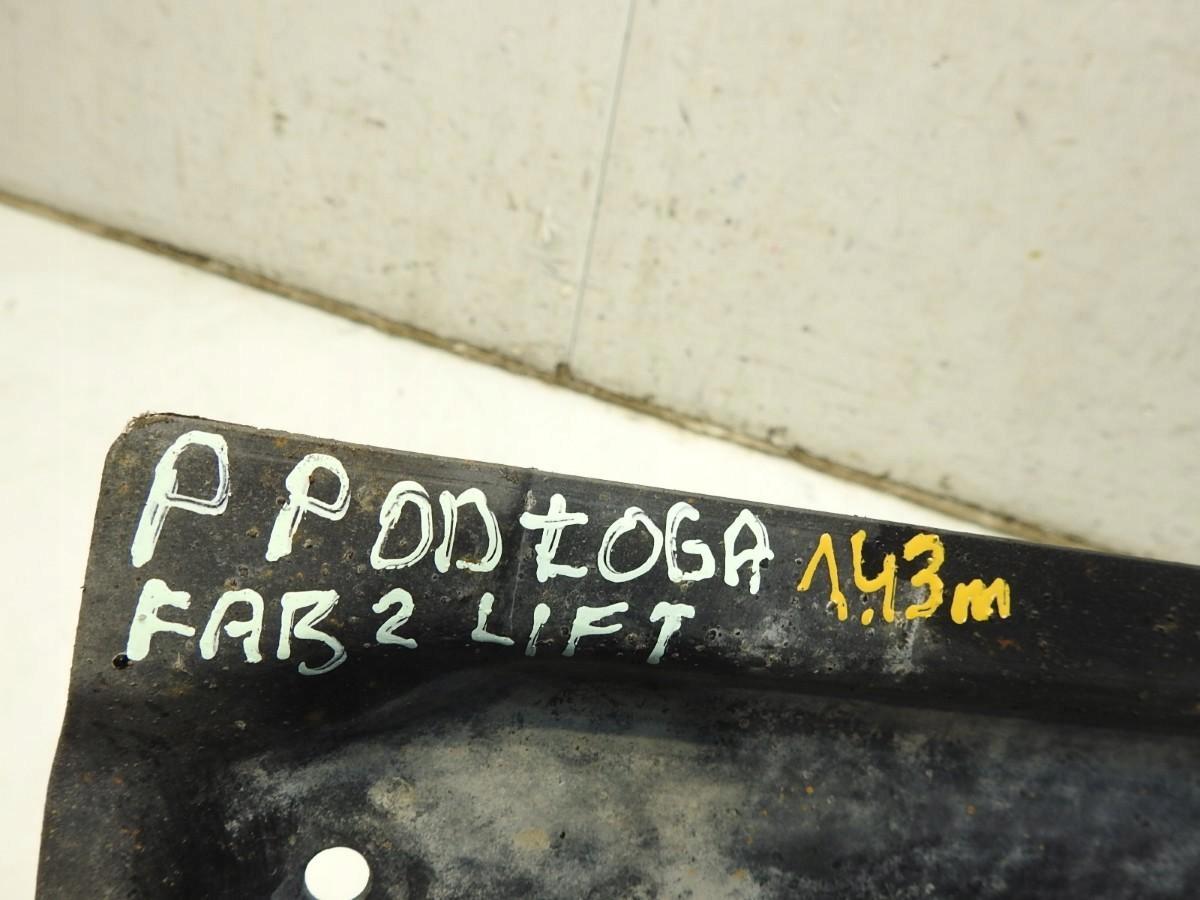 P PODŁOGA 1,43m
FAB 2 LIFT